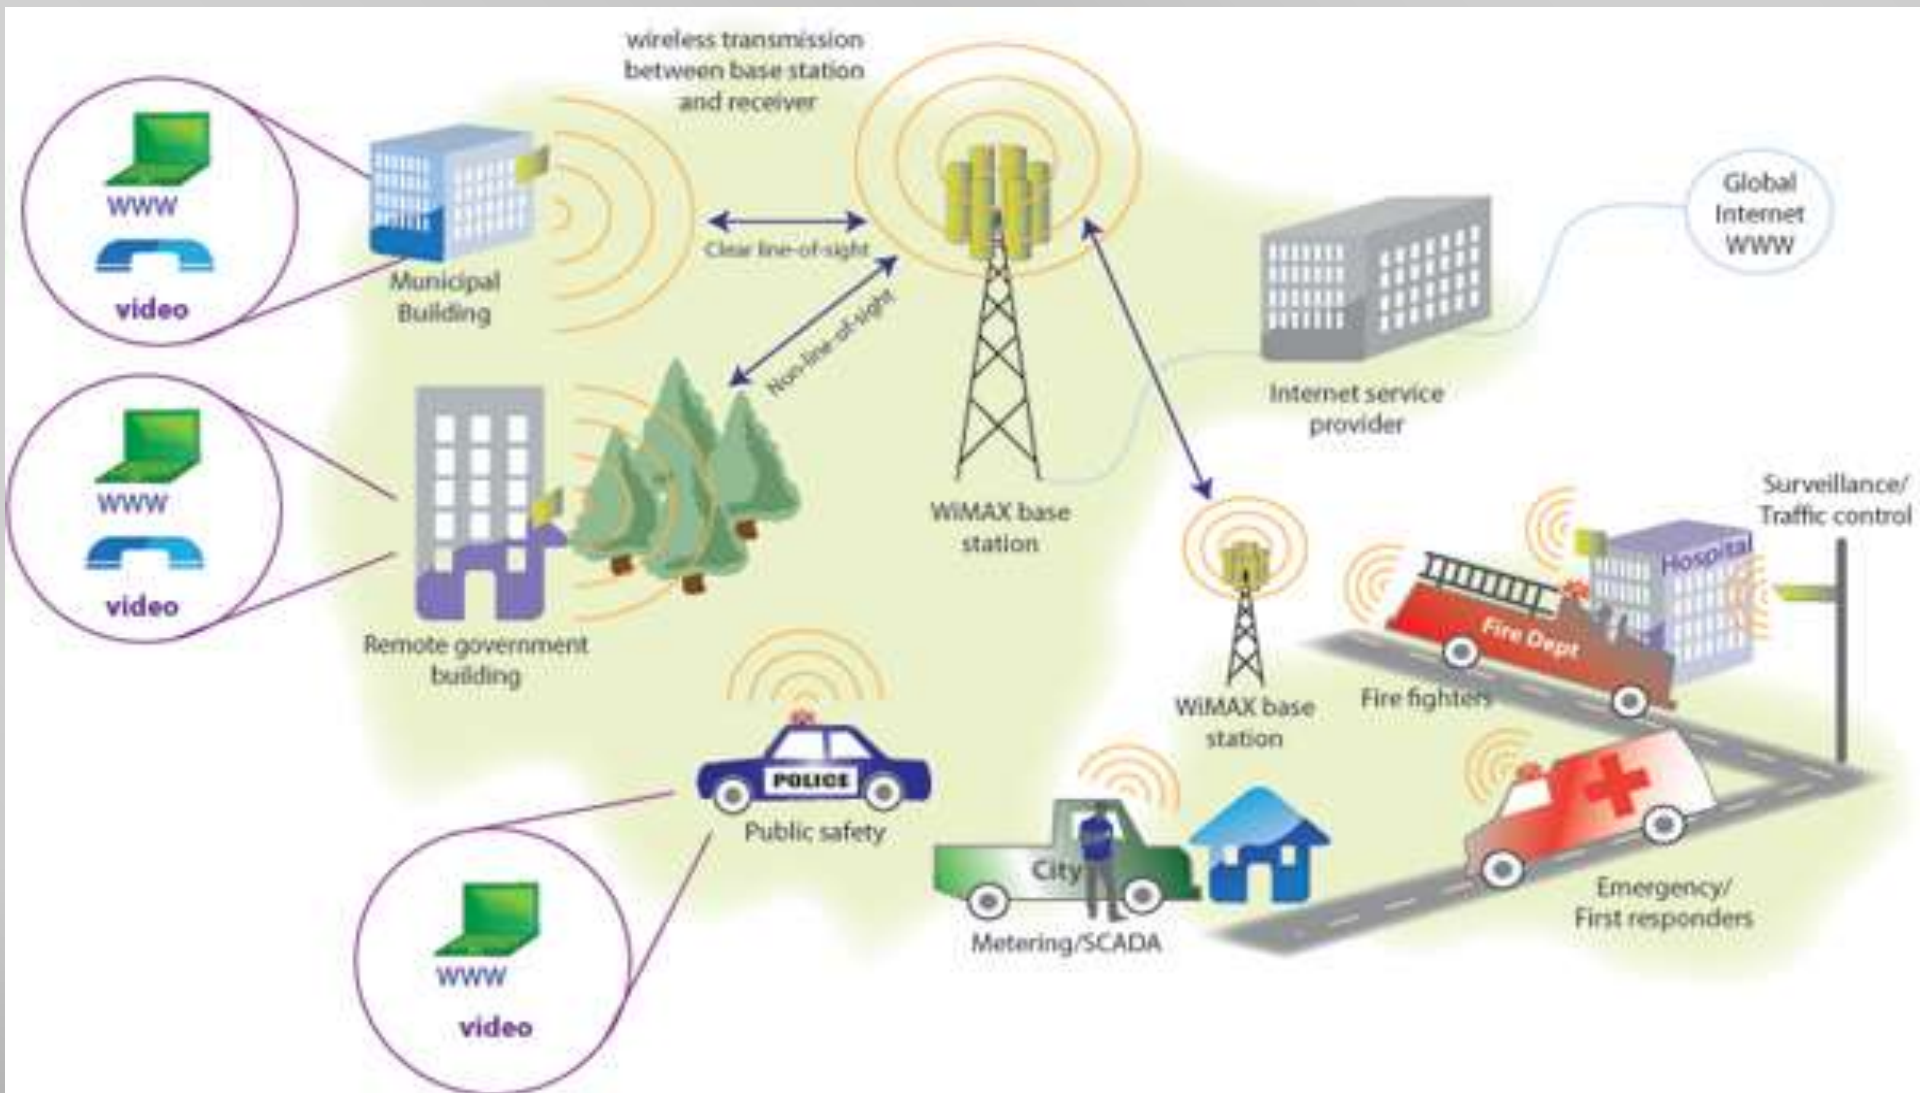 wireless transmission
between base station
and receiver
WWW
video
Municipal
Building
Clear line-of-sight
Non-line-of-sight
Global
Internet
WWW
Internet service
provider
WiMAX base
station
WWW
video
Remote government
building
Surveillance/
Traffic control
Hospital
Fire Dept
Fire fighters
WiMAX base
station
POLICE
Public safety
City
Metering/SCADA
Emergency/
First responders
WWW
video